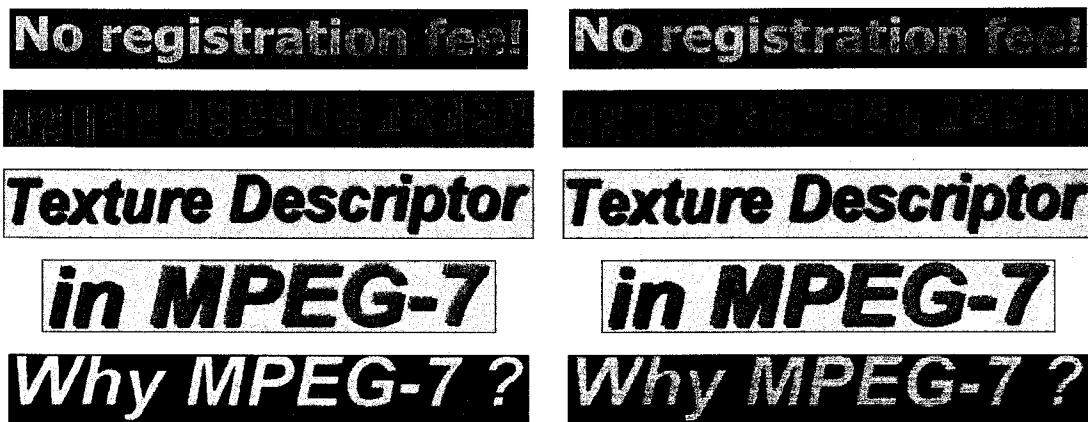 No registration fee! No registration fee!
Texture Descriptor Texture Descriptor
in MPEG-7 in MPEG-7
Why MPEG-7 ? Why MPEG-7 ?